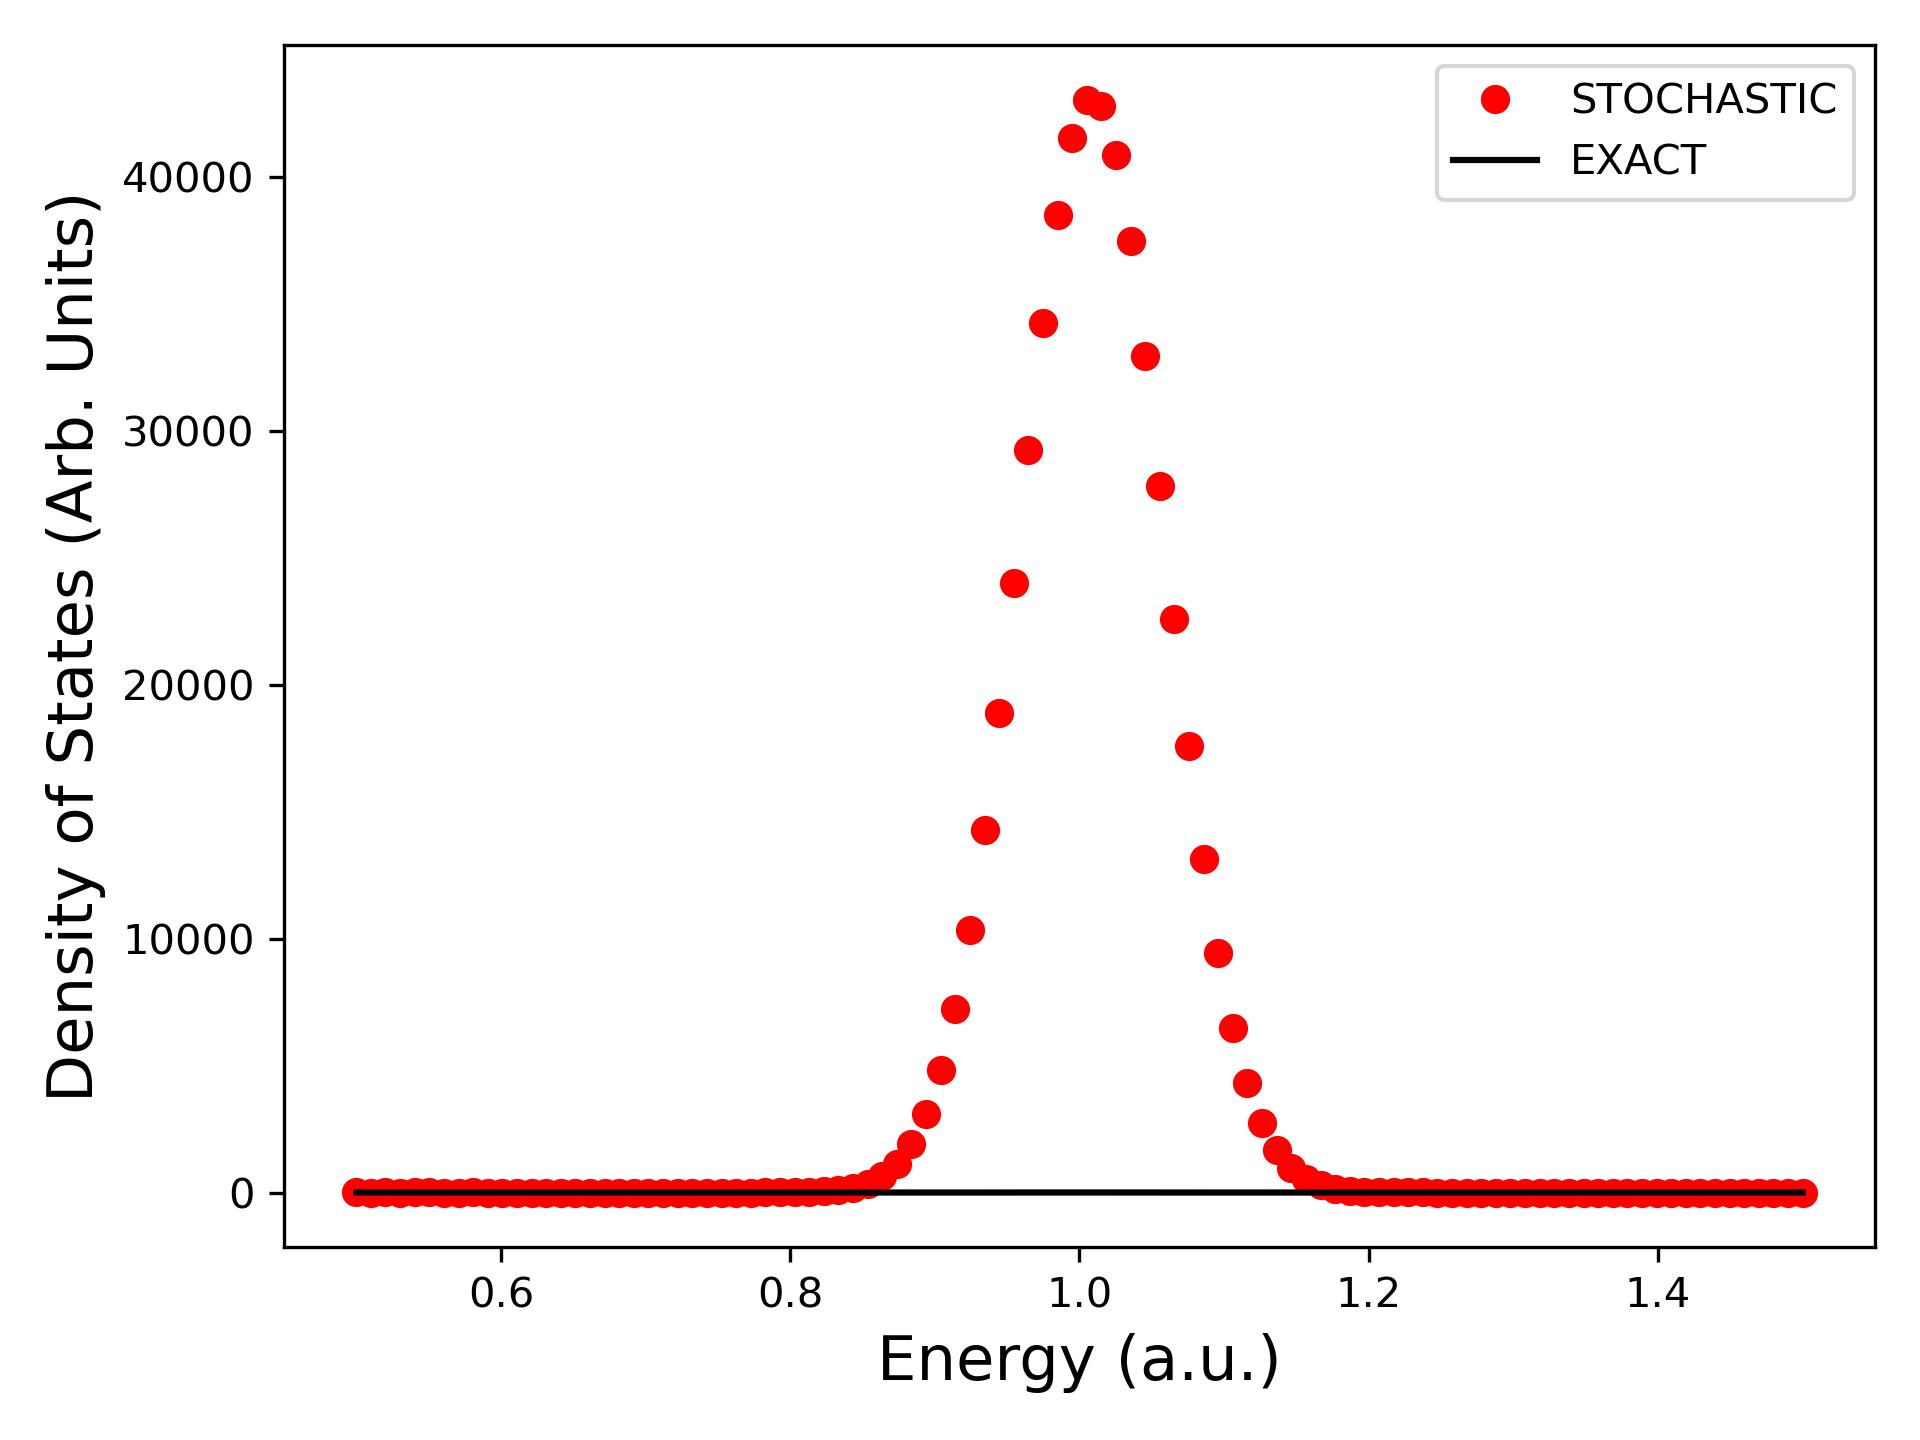 STOCHASTIC
EXACT
Density of States (Arb. Units)
40000
30000
20000
10000
0
0.6 0.8 1.0 1.2 1.4
Energy (a.u.)